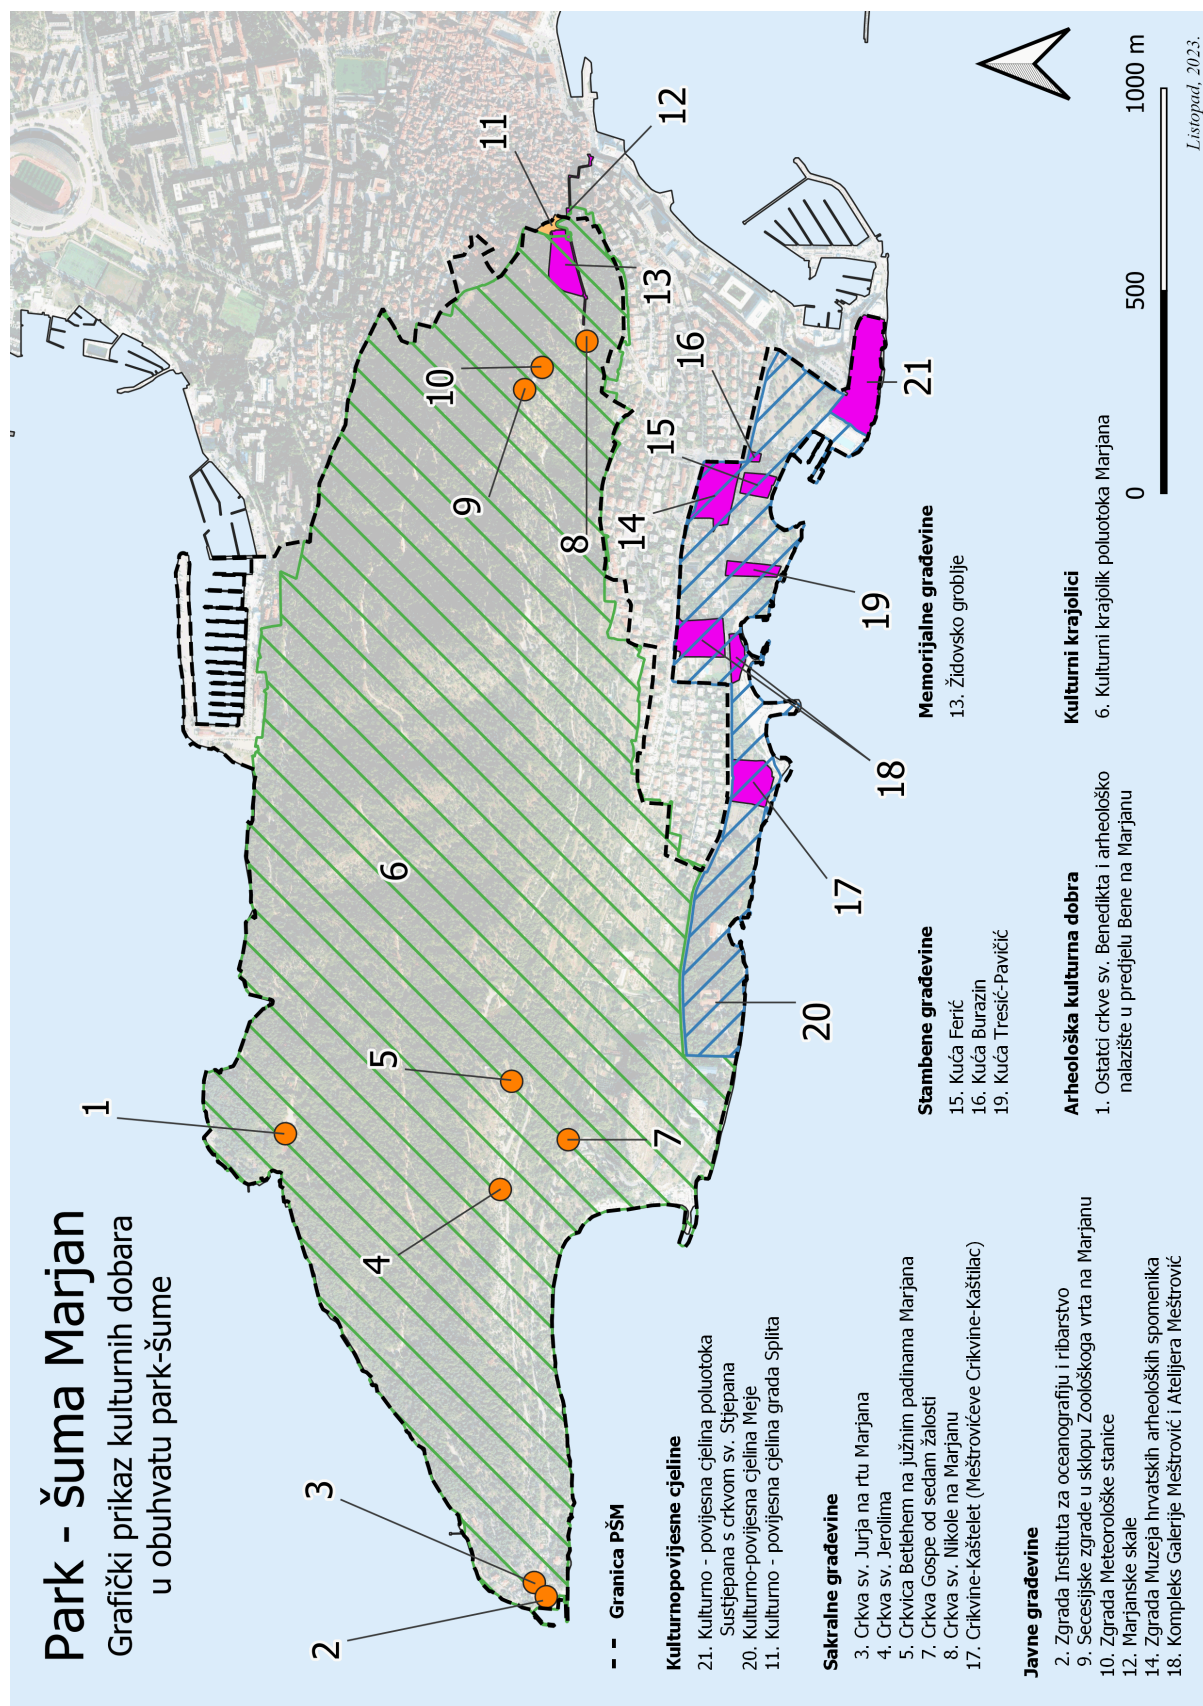 Park - šuma Marjan
Grafički prikaz kulturnih dobara
u obuhvatu park-šume
1
2
3
4
5
6
7
8
9
10
11
12
13
14
15
16
17
18
19
20
21
Granica PŠM
Kulturnopovijesne cjeline
21. Kulturno - povijesna cjelina poluotoka
Sustjepana s crkvom sv. Stjepana
20. Kulturno-povijesna cjelina Meje
11. Kulturno - povijesna cjelina grada Splita
Sakralne građevine
3. Crkva sv. Jurja na rtu Marjana
4. Crkva sv. Jerolima
5. Crkvica Betlehem na južnim padinama Marjana
7. Crkva Gospe od sedam žalosti
8. Crkva sv. Nikole na Marjanu
17. Crikvine-Kaštelet (Meštrovićeve Crikvine-Kaštilac)
Javne građevine
2. Zgrada Instituta za oceanografiju i ribarstvo
9. Secesijske zgrade u sklopu Zoološkoga vrta na Marjanu
10. Zgrada Meteorološke stanice
12. Marjanske skale
14. Zgrada Muzeja hrvatskih arheoloških spomenika
18. Kompleks Galerije Meštrović i Atelijera Meštrović
Stambene građevine
15. Kuća Ferić
16. Kuća Burazin
19. Kuća Tresić-Pavičić
Arheološka kulturna dobra
1. Ostatci crkve sv. Benedikta i arheološko
nalazište u predjelu Bene na Marjanu
Memorijalne građevine
13. Židovsko groblje
Kulturni krajolici
6. Kulturni krajolik poluotoka Marjana
0 500 1000 m
Listopad, 2023.